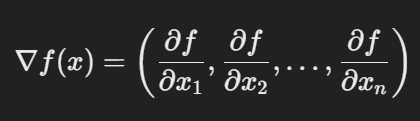 ∇f(x) = (∂f/∂x₁, ∂f/∂x₂, ..., ∂f/∂xₙ)